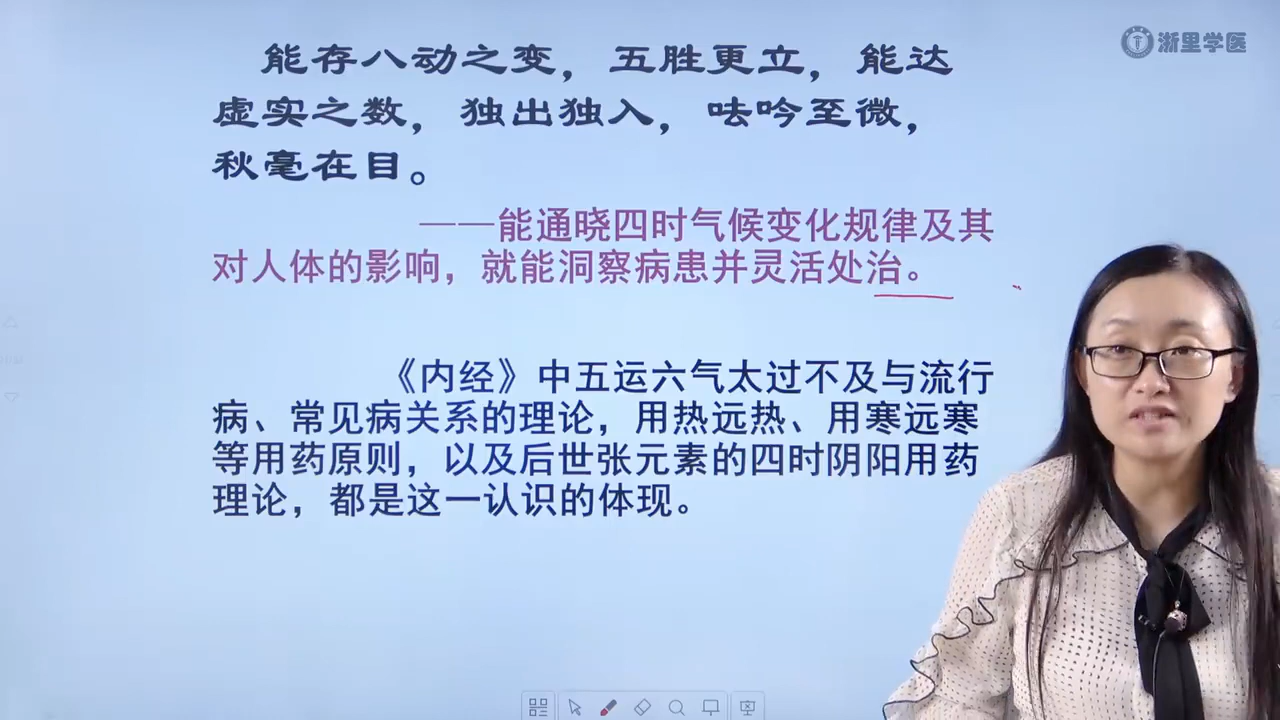 浙里学医
能存八动之变，五胜更立，能达
虚实之数，独出独入，呿吟至微，
秋毫在目。
——能通晓四时气候变化规律及其
对人体的影响，就能洞察病患并灵活处治。
《内经》中五运六气太过不及与流行
病、常见病关系的理论，用热远热、用寒远寒
等用药原则，以及后世张元素的四时阴阳用药
理论，都是这一认识的体现。